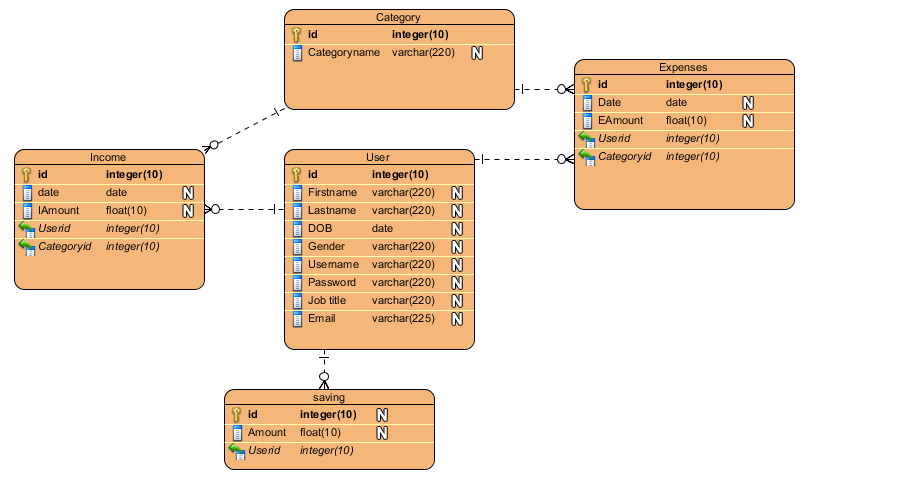 Category
id integer(10)
Categoryname varchar(220) N
Expenses
id integer(10)
Date date N
EAmount float(10) N
Userid integer(10)
Categoryid integer(10)
Income
id integer(10)
date date N
IAmount float(10) N
Userid integer(10)
Categoryid integer(10)
User
id integer(10)
Firstname varchar(220) N
Lastname varchar(220) N
DOB date N
Gender varchar(220) N
Username varchar(220) N
Password varchar(220) N
Job title varchar(220) N
Email varchar(225) N
saving
id integer(10) N
Amount float(10) N
Userid integer(10)